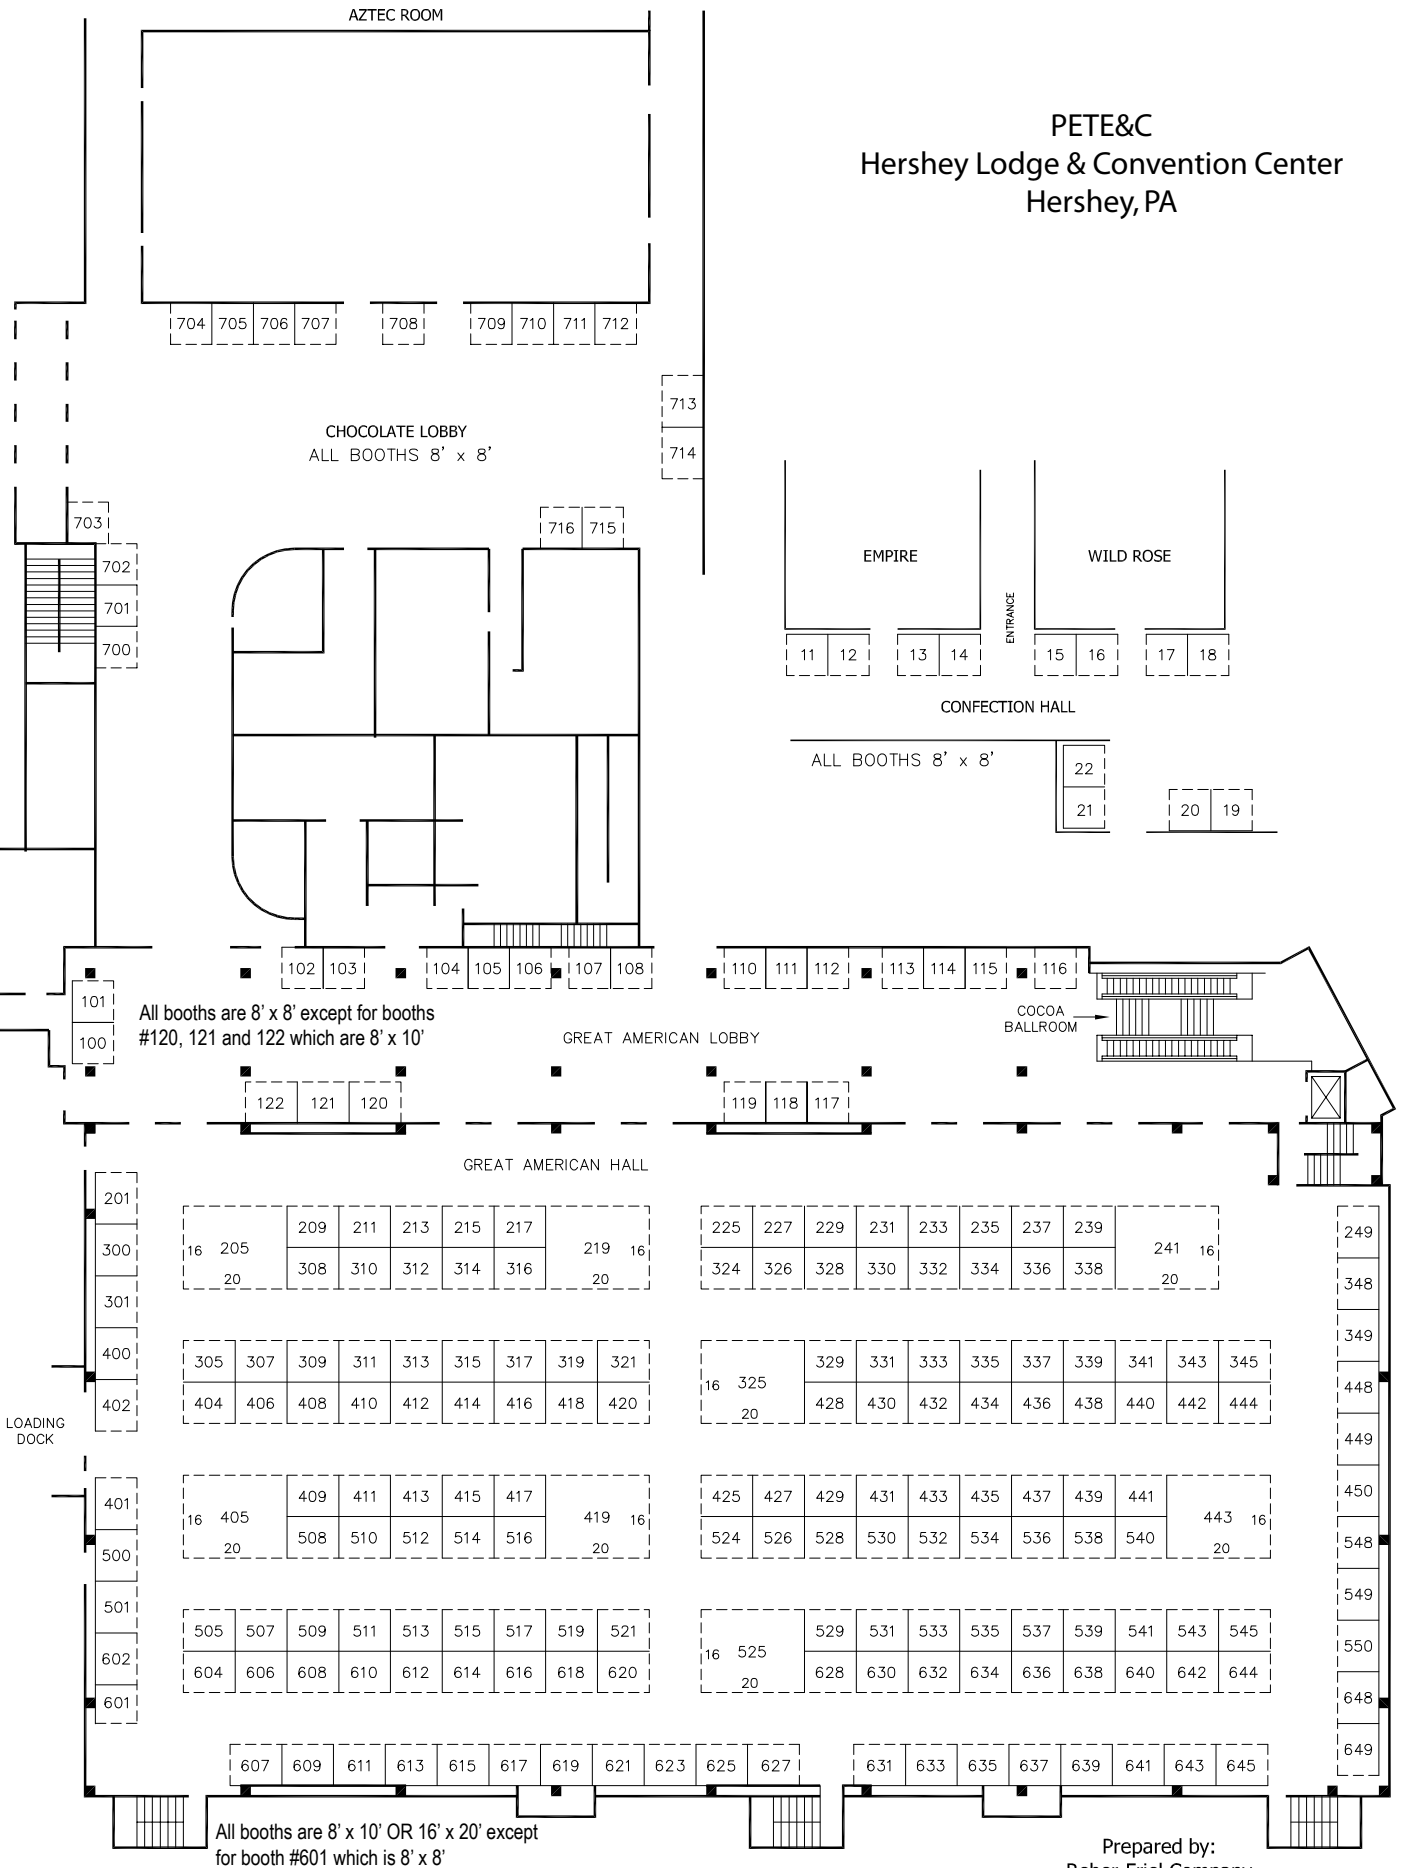 AZTEC ROOM
PETE&C
Hershey Lodge & Convention Center
Hershey, PA
704 705 706 707 708 709 710 711 712
713
CHOCOLATE LOBBY
ALL BOOTHS 8' x 8'
714
703
716 715
702
EMPIRE
WILD ROSE
701
ENTRANCE
700
11 12 13 14 15 16 17 18
CONFECTION HALL
ALL BOOTHS 8' x 8'
22
21
20 19
102 103 104 105 106 107 108 110 111 112 113 114 115 116
101
All booths are 8' x 8' except for booths
#120, 121 and 122 which are 8' x 10'
100
GREAT AMERICAN LOBBY
COCOA
BALLROOM
122 121 120 119 118 117
GREAT AMERICAN HALL
201
209 211 213 215 217 225 227 229 231 233 235 237 239
249
300
16 205 219 16 241 16
308 310 312 314 316 324 326 328 330 332 334 336 338
20 20 20
348
301
349
400
305 307 309 311 313 315 317 319 321 329 331 333 335 337 339 341 343 345
16 325
448
402
404 406 408 410 412 414 416 418 420 428 430 432 434 436 438 440 442 444
20
LOADING
DOCK
449
401
409 411 413 415 417 425 427 429 431 433 435 437 439 441
450
16 405 419 16 443 16
508 510 512 514 516 524 526 528 530 532 534 536 538 540
20 20 20
500
548
501
549
505 507 509 511 513 515 517 519 521 529 531 533 535 537 539 541 543 545
16 525
602
550
604 606 608 610 612 614 616 618 620 628 630 632 634 636 638 640 642 644
20
601
648
649
607 609 611 613 615 617 619 621 623 625 627 631 633 635 637 639 641 643 645
All booths are 8' x 10' OR 16' x 20' except
for booth #601 which is 8' x 8'
Prepared by: